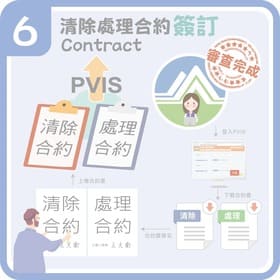 6
清除處理合約簽訂
Contract
審查完成
PVIS
清除
合約
處理
合約
登入PVIS
上傳合約書
下載合約書
清除
合約
處理
合約
清除
處理
合約書簽名